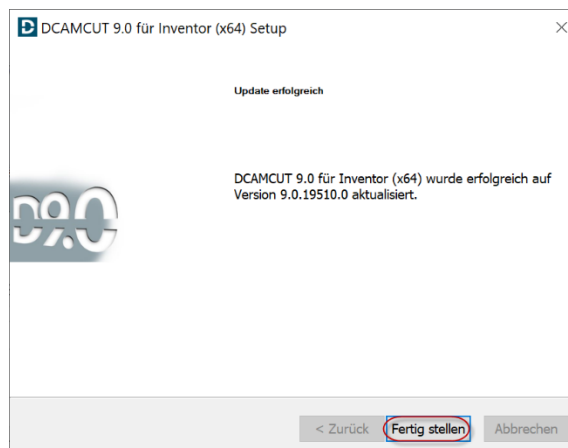 DCAMCUT 9.0 für Inventor (x64) Setup
Update erfolgreich
DCAMCUT 9.0 für Inventor (x64) wurde erfolgreich auf
Version 9.0.19510.0 aktualisiert.
D9.0
< Zurück Fertig stellen Abbrechen